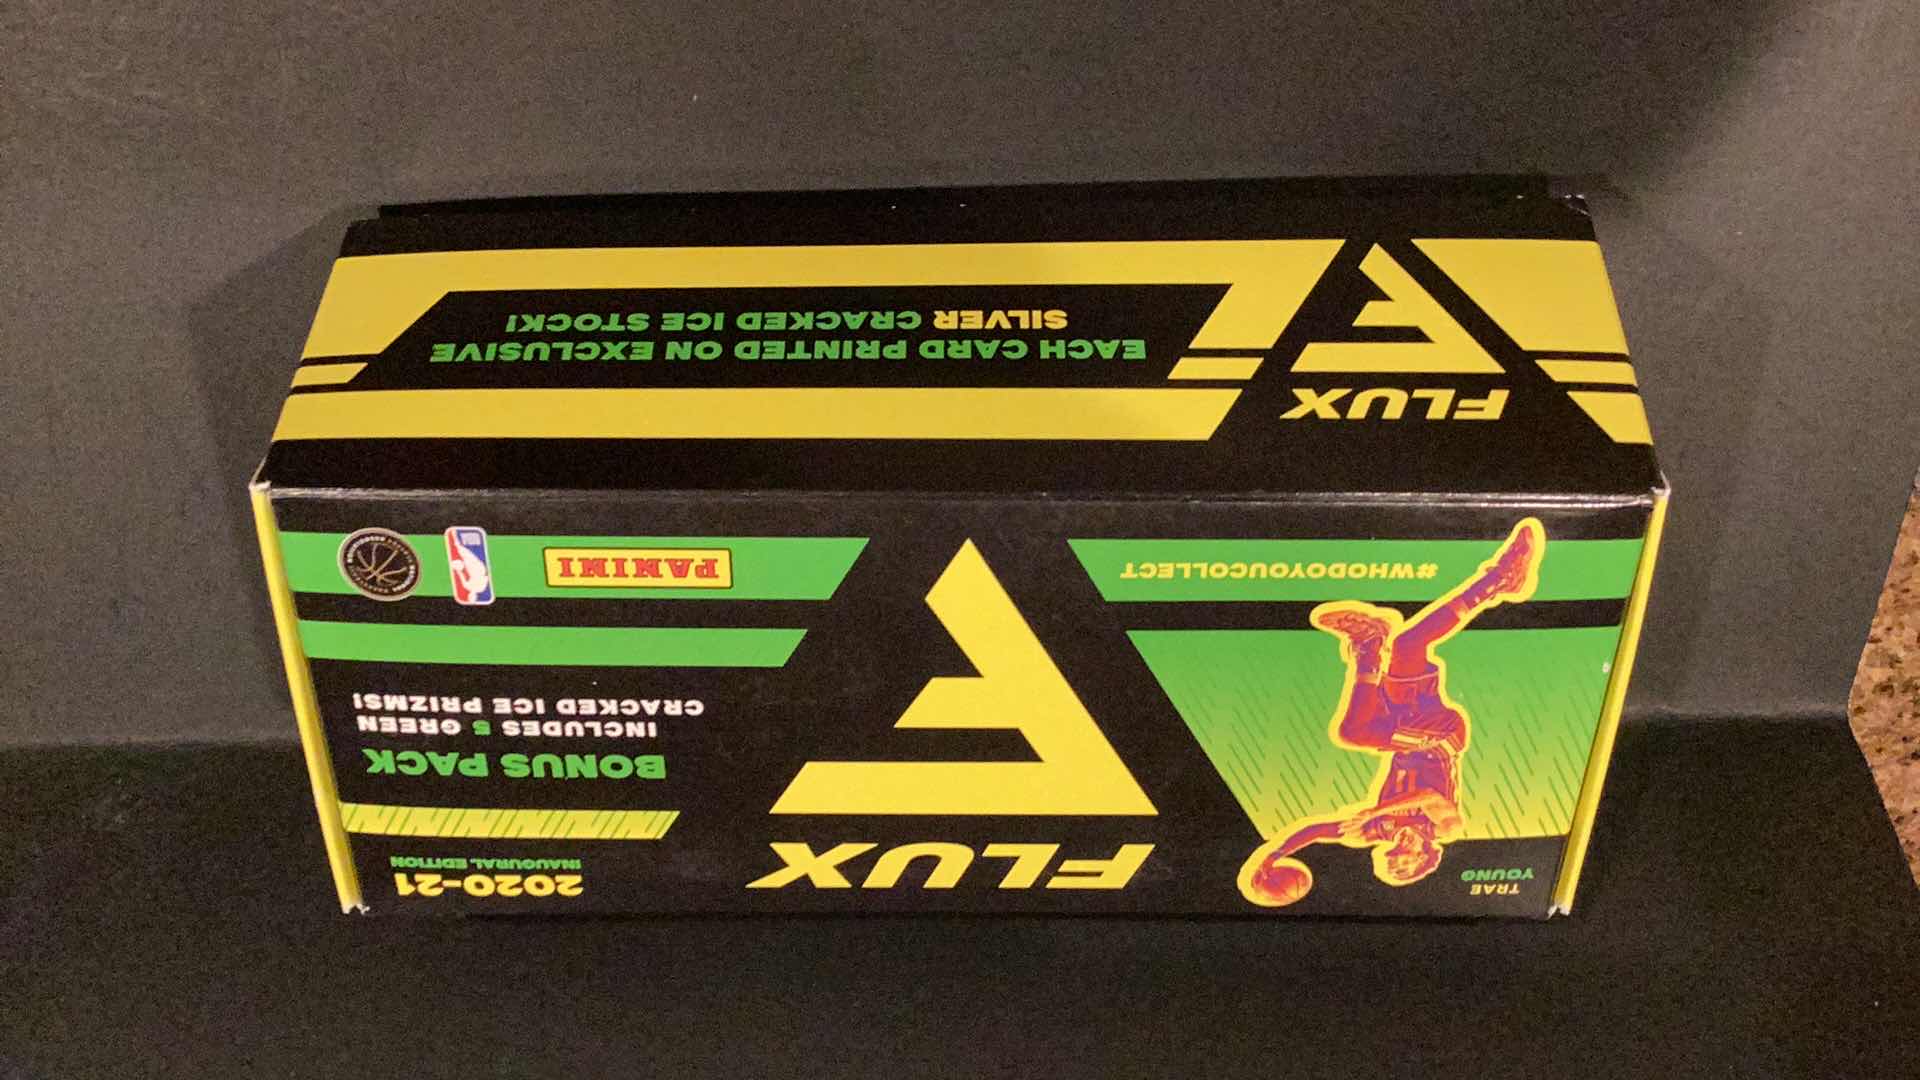 TRAE
YOUNG
FLUX
2020-21
INAUGURAL EDITION
BONUS PACK
INCLUDES 5 GREEN
CRACKED ICE PRIZMS!
#WHODOYOUCOLLECT
PANINI
NBA
FLUX
EACH CARD PRINTED ON EXCLUSIVE
SILVER CRACKED ICE STOCK!